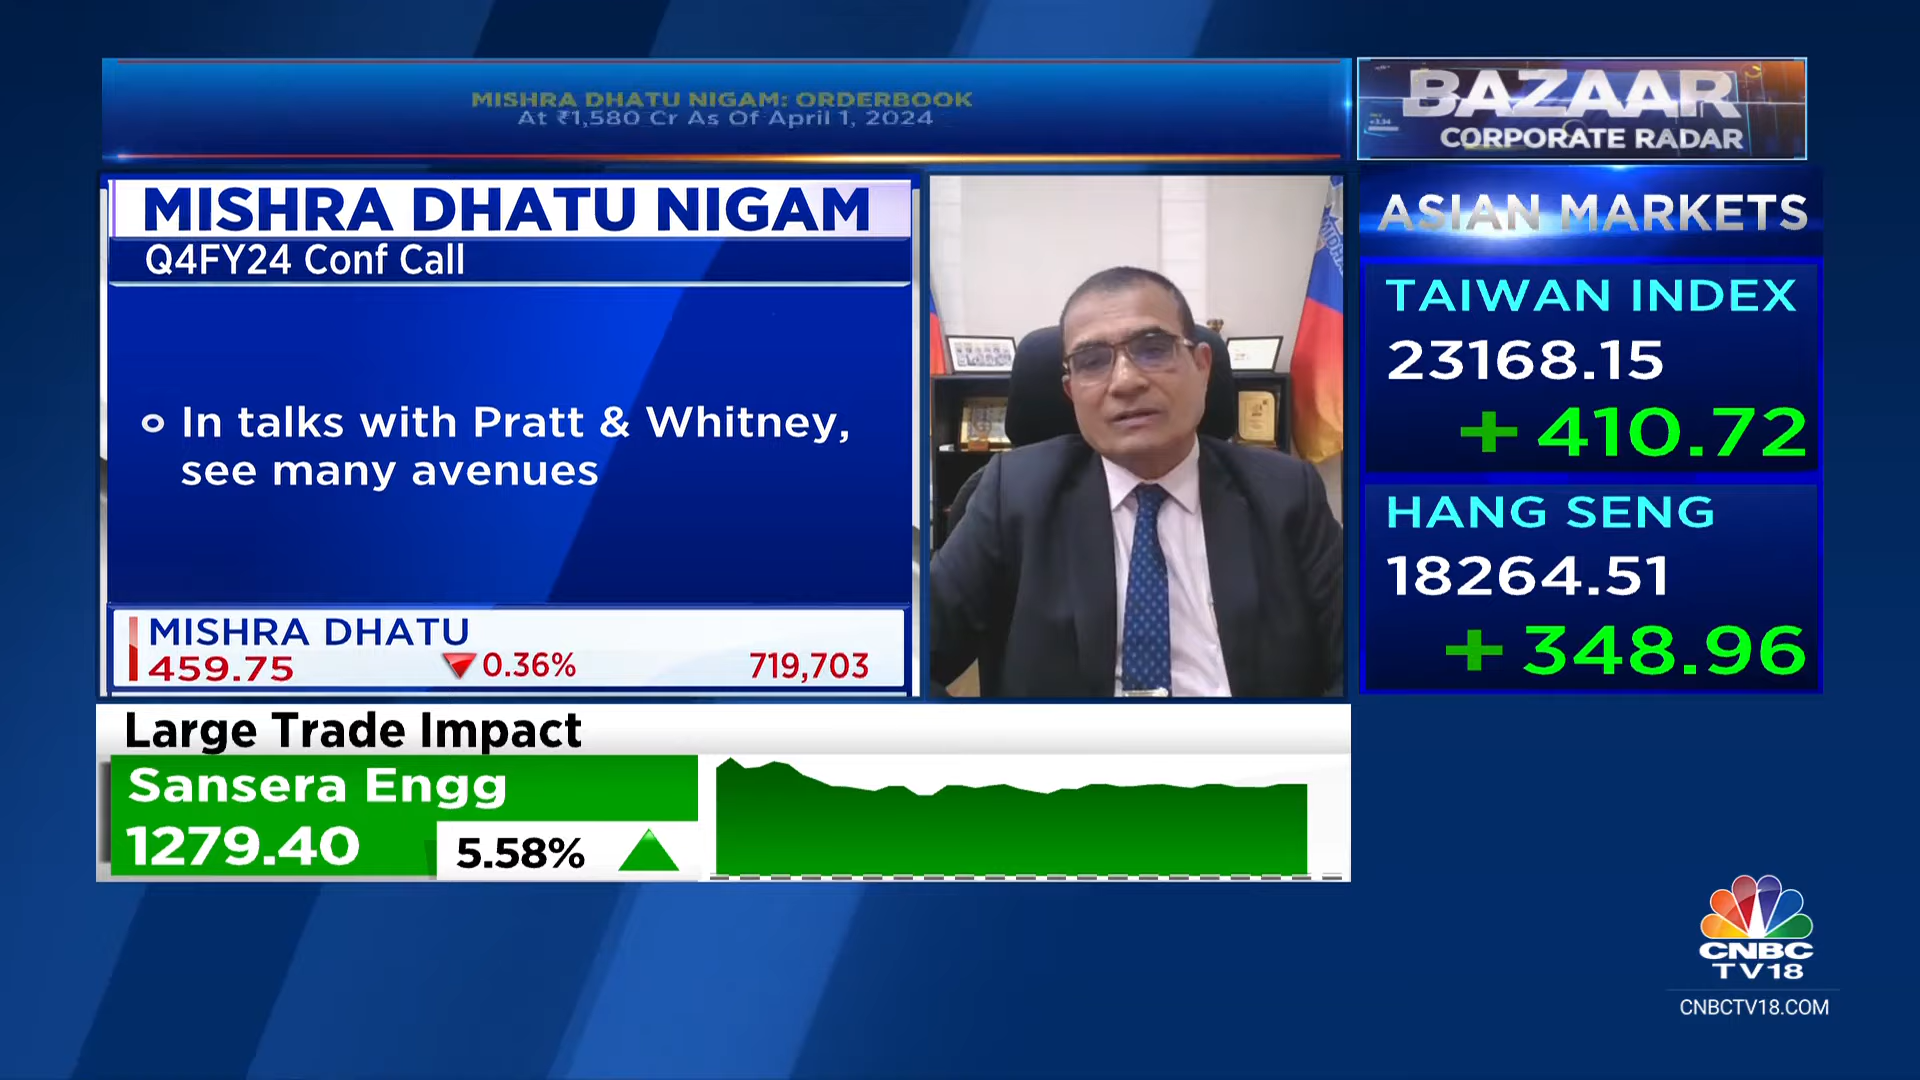 MISHRA DHATU NIGAM: ORDERBOOK
At ₹1,580 Cr As Of April 1, 2024
BAZAAR
CORPORATE RADAR
MISHRA DHATU NIGAM
Q4FY24 Conf Call
In talks with Pratt & Whitney,
see many avenues
MISHRA DHATU
459.75 0.36% 719,703
ASIAN MARKETS
TAIWAN INDEX
23168.15
+ 410.72
HANG SENG
18264.51
+ 348.96
Large Trade Impact
Sansera Engg
1279.40
5.58%
CNBC
TV18
CNBCTV18.COM